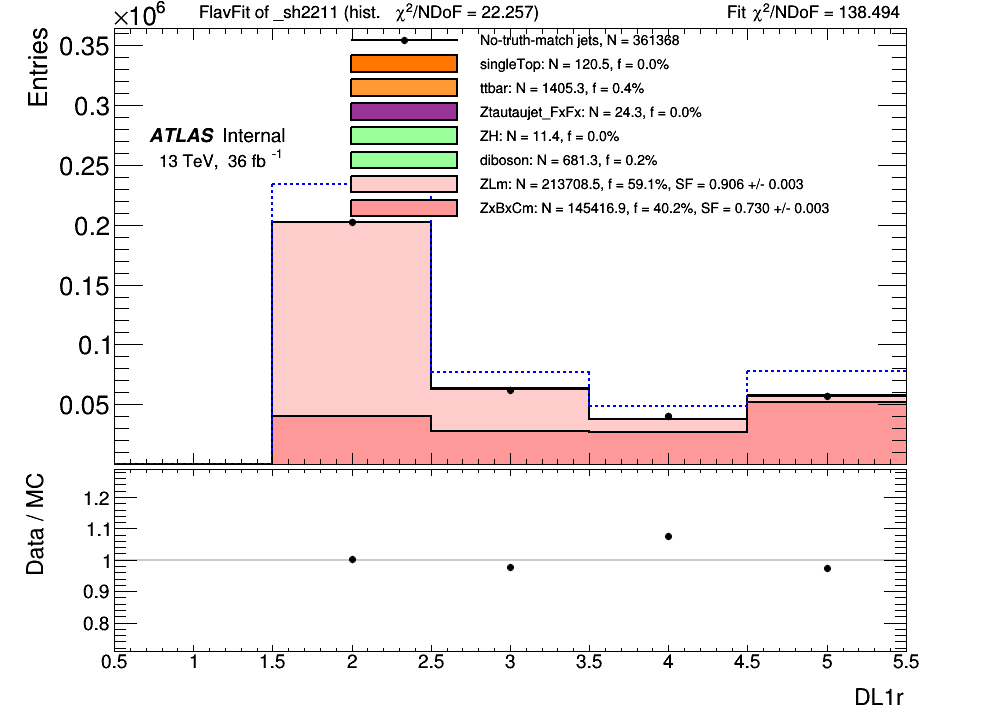 FlavFit of _sh2211 (hist. χ²/NDoF = 22.257) Fit χ²/NDoF = 138.494
×10⁶
Entries
0.35
0.3
0.25
0.2
0.15
0.1
0.05
ATLAS Internal
13 TeV, 36 fb⁻¹
No-truth-match jets, N = 361368
singleTop: N = 120.5, f = 0.0%
ttbar: N = 1405.3, f = 0.4%
Ztautaujet_FxFx: N = 24.3, f = 0.0%
ZH: N = 11.4, f = 0.0%
diboson: N = 681.3, f = 0.2%
ZLm: N = 213708.5, f = 59.1%, SF = 0.906 +/- 0.003
ZxBxCm: N = 145416.9, f = 40.2%, SF = 0.730 +/- 0.003
Data / MC
1.2
1.1
1
0.9
0.8
0.5 1 1.5 2 2.5 3 3.5 4 4.5 5 5.5
DL1r